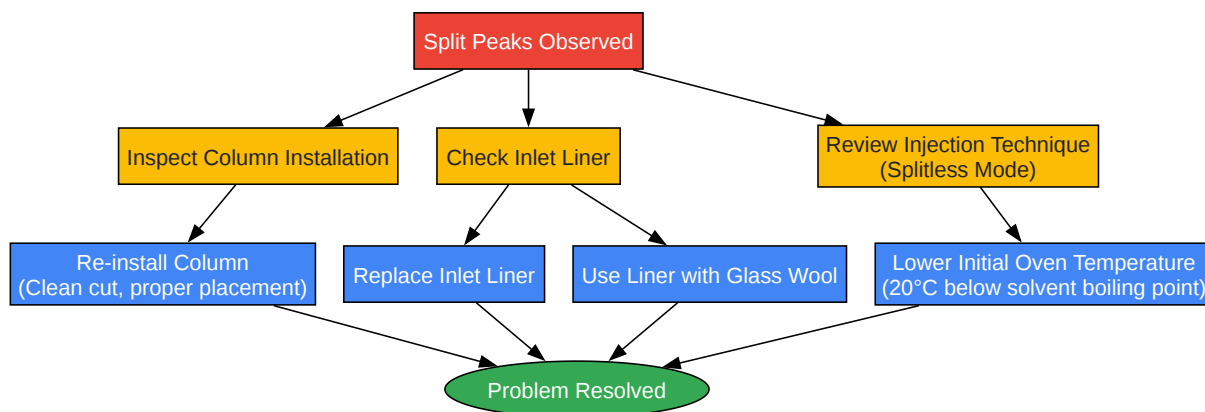 Split Peaks Observed
Inspect Column Installation
Check Inlet Liner
Review Injection Technique
(Splitless Mode)
Re-install Column
(Clean cut, proper placement)
Replace Inlet Liner
Use Liner with Glass Wool
Lower Initial Oven Temperature
(20°C below solvent boiling point)
Problem Resolved